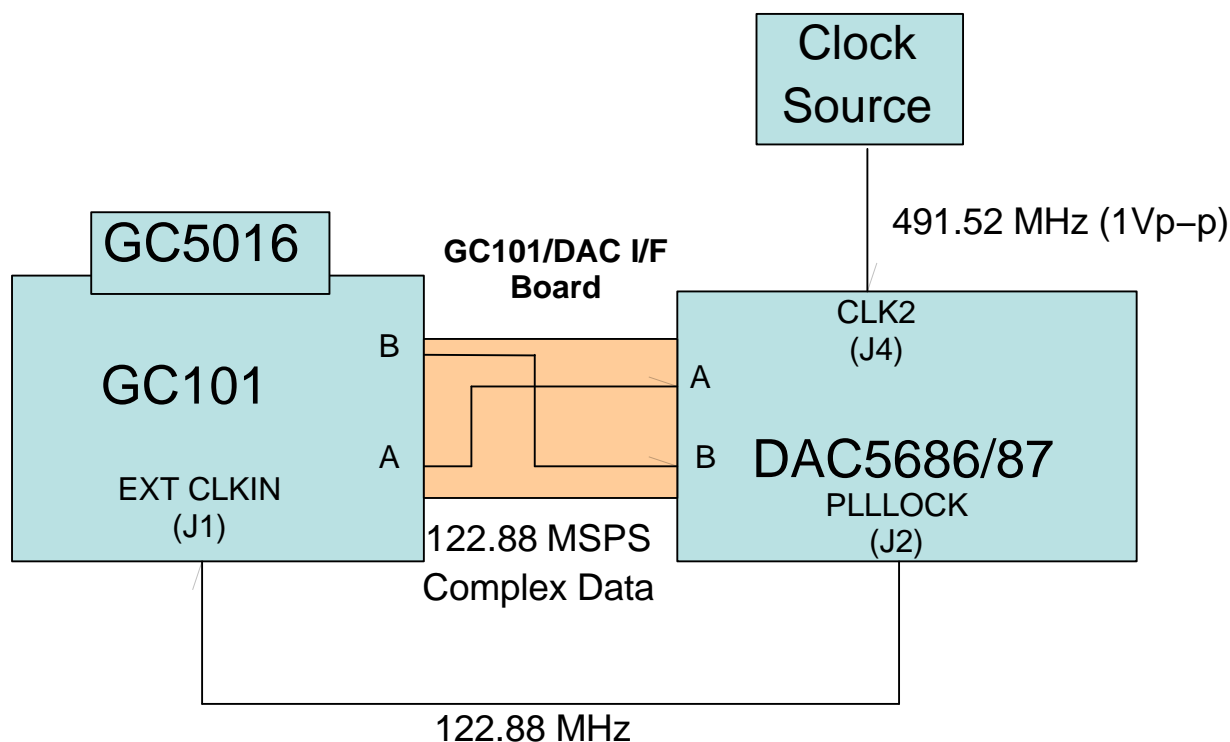 Clock
Source
491.52 MHz (1Vp–p)
GC5016
GC101/DAC I/F
Board
CLK2
(J4)
B
A
GC101
A
B
DAC5686/87
EXT CLKIN
(J1)
PLLLOCK
(J2)
122.88 MSPS
Complex Data
122.88 MHz